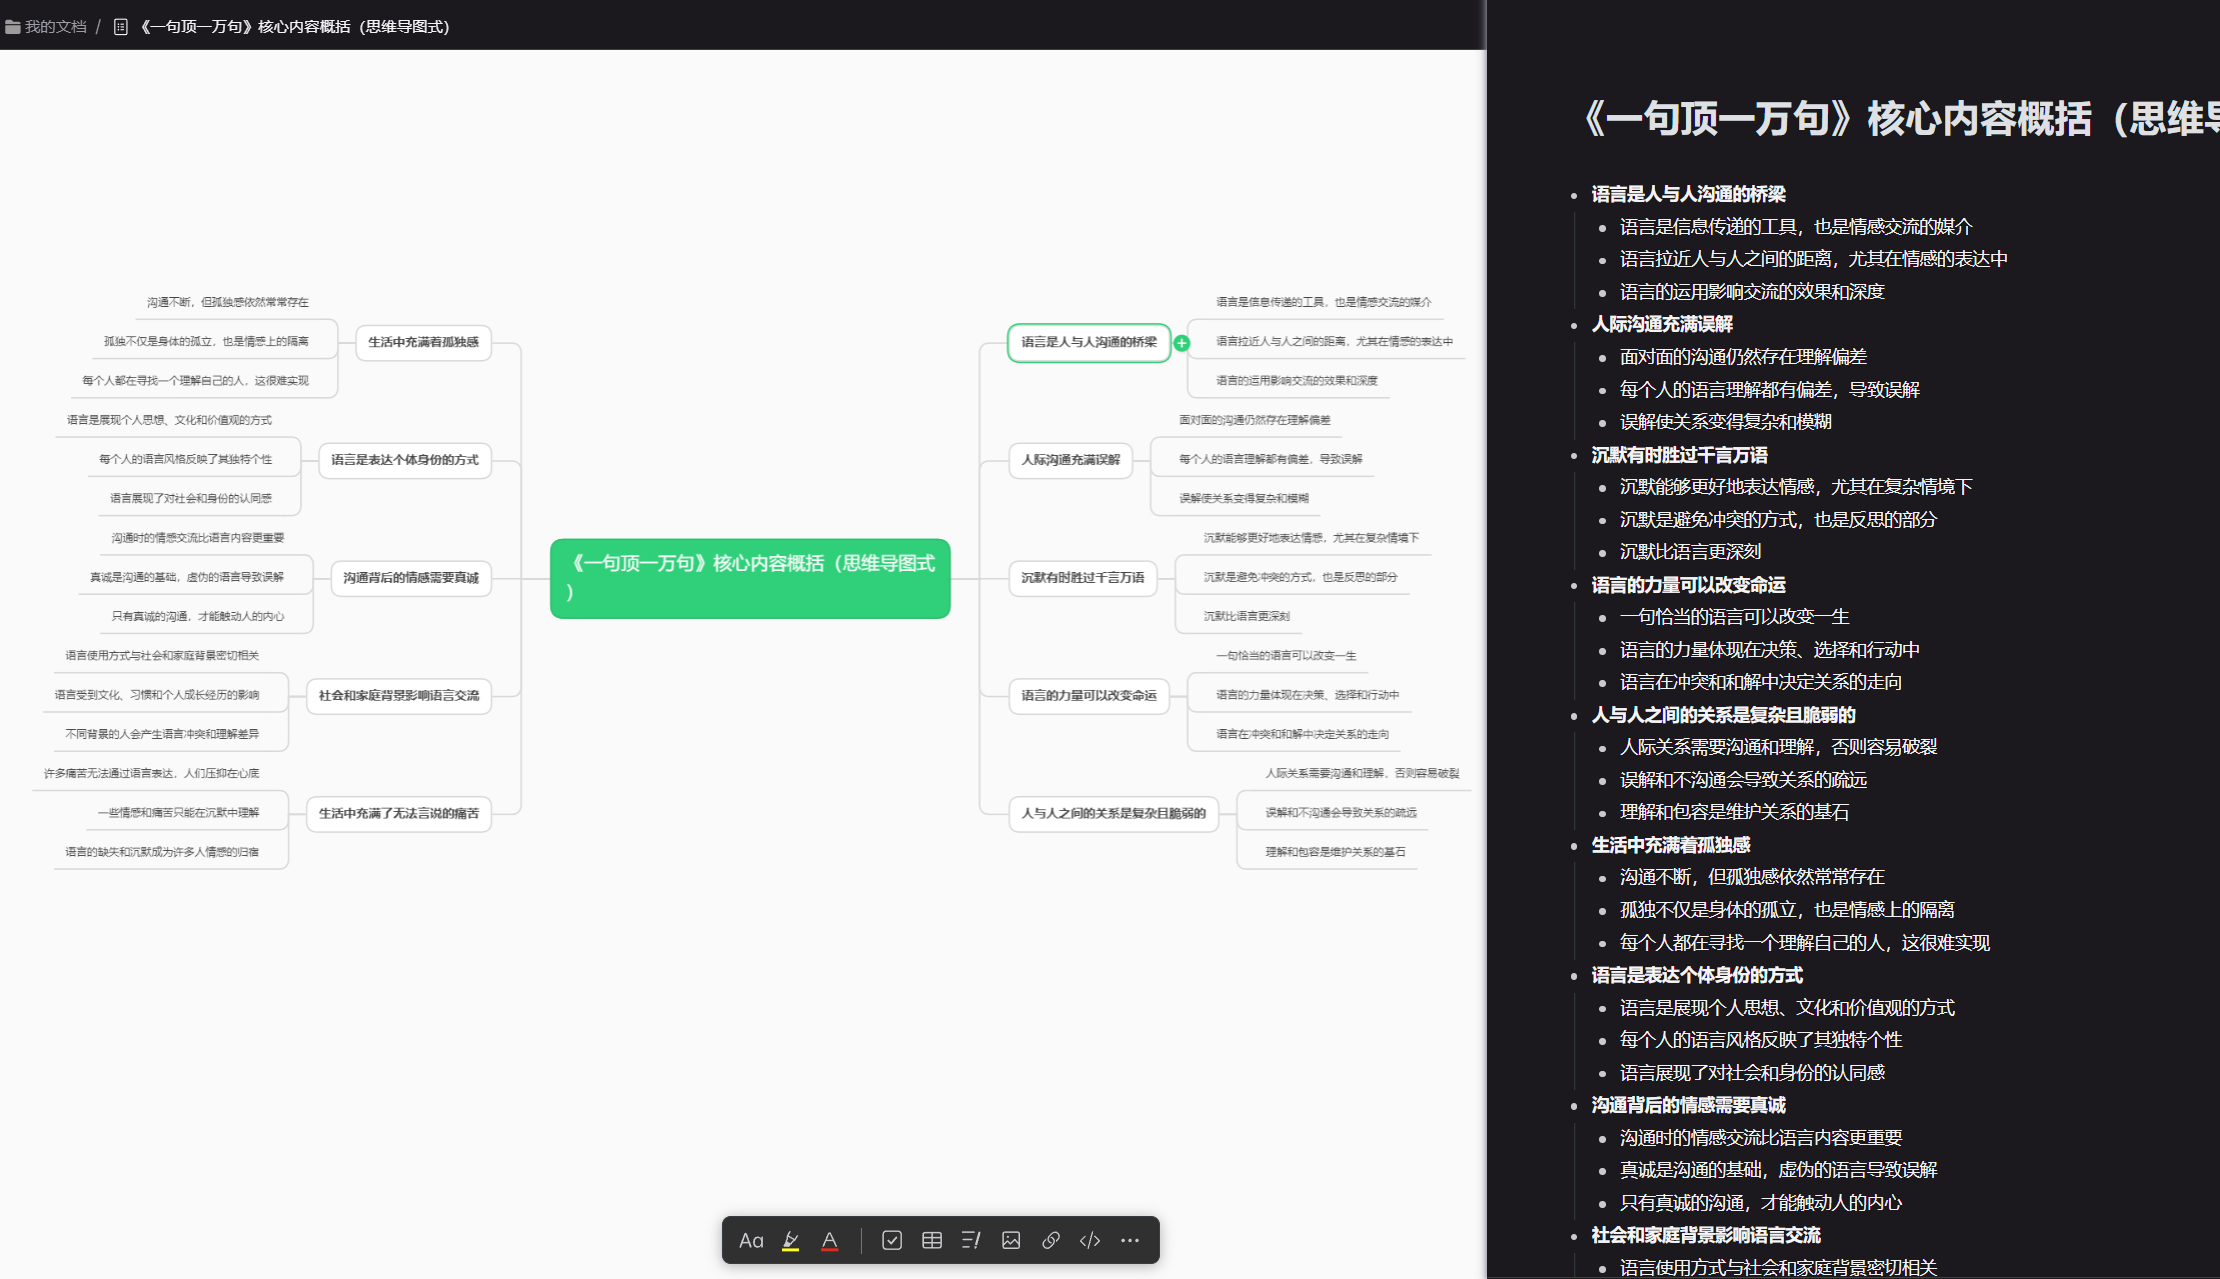 我的文档 / 《一句顶一万句》核心内容概括（思维导图式）
沟通不断，但孤独感依然常常存在
孤独不仅是身体的孤立，也是情感上的隔离
每个人都在寻找一个理解自己的人，这很难实现
生活中充满着孤独感
语言是展现个人思想、文化和价值观的方式
每个人的语言风格反映了其独特个性
语言展现了对社会和身份的认同感
语言是表达个体身份的方式
沟通时的情感交流比语言内容更重要
真诚是沟通的基础，虚伪的语言导致误解
只有真诚的沟通，才能触动人的内心
沟通背后的情感需要真诚
语言使用方式与社会和家庭背景密切相关
语言受到文化、习惯和个人成长经历的影响
不同背景的人会产生语言冲突和理解差异
社会和家庭背景影响语言交流
许多痛苦无法通过语言表达，人们压抑在心底
一些情感和痛苦只能在沉默中理解
语言的缺失和沉默成为许多人情感的归宿
生活中充满了无法言说的痛苦
《一句顶一万句》核心内容概括（思维导图式
）
语言是人与人沟通的桥梁
语言是信息传递的工具，也是情感交流的媒介
语言拉近人与人之间的距离，尤其在情感的表达中
语言的运用影响交流的效果和深度
人际沟通充满误解
面对面的沟通仍然存在理解偏差
每个人的语言理解都有偏差，导致误解
误解使关系变得复杂和模糊
沉默有时胜过千言万语
沉默能够更好地表达情感，尤其在复杂情境下
沉默是避免冲突的方式，也是反思的部分
沉默比语言更深刻
语言的力量可以改变命运
一句恰当的语言可以改变一生
语言的力量体现在决策、选择和行动中
语言在冲突和和解中决定关系的走向
人与人之间的关系是复杂且脆弱的
人际关系需要沟通和理解，否则容易破裂
误解和不沟通会导致关系的疏远
理解和包容是维护关系的基石
Aa A
《一句顶一万句》核心内容概括（思维导
语言是人与人沟通的桥梁
语言是信息传递的工具，也是情感交流的媒介
语言拉近人与人之间的距离，尤其在情感的表达中
语言的运用影响交流的效果和深度
人际沟通充满误解
面对面的沟通仍然存在理解偏差
每个人的语言理解都有偏差，导致误解
误解使关系变得复杂和模糊
沉默有时胜过千言万语
沉默能够更好地表达情感，尤其在复杂情境下
沉默是避免冲突的方式，也是反思的部分
沉默比语言更深刻
语言的力量可以改变命运
一句恰当的语言可以改变一生
语言的力量体现在决策、选择和行动中
语言在冲突和和解中决定关系的走向
人与人之间的关系是复杂且脆弱的
人际关系需要沟通和理解，否则容易破裂
误解和不沟通会导致关系的疏远
理解和包容是维护关系的基石
生活中充满着孤独感
沟通不断，但孤独感依然常常存在
孤独不仅是身体的孤立，也是情感上的隔离
每个人都在寻找一个理解自己的人，这很难实现
语言是表达个体身份的方式
语言是展现个人思想、文化和价值观的方式
每个人的语言风格反映了其独特个性
语言展现了对社会和身份的认同感
沟通背后的情感需要真诚
沟通时的情感交流比语言内容更重要
真诚是沟通的基础，虚伪的语言导致误解
只有真诚的沟通，才能触动人的内心
社会和家庭背景影响语言交流
语言使用方式与社会和家庭背景密切相关